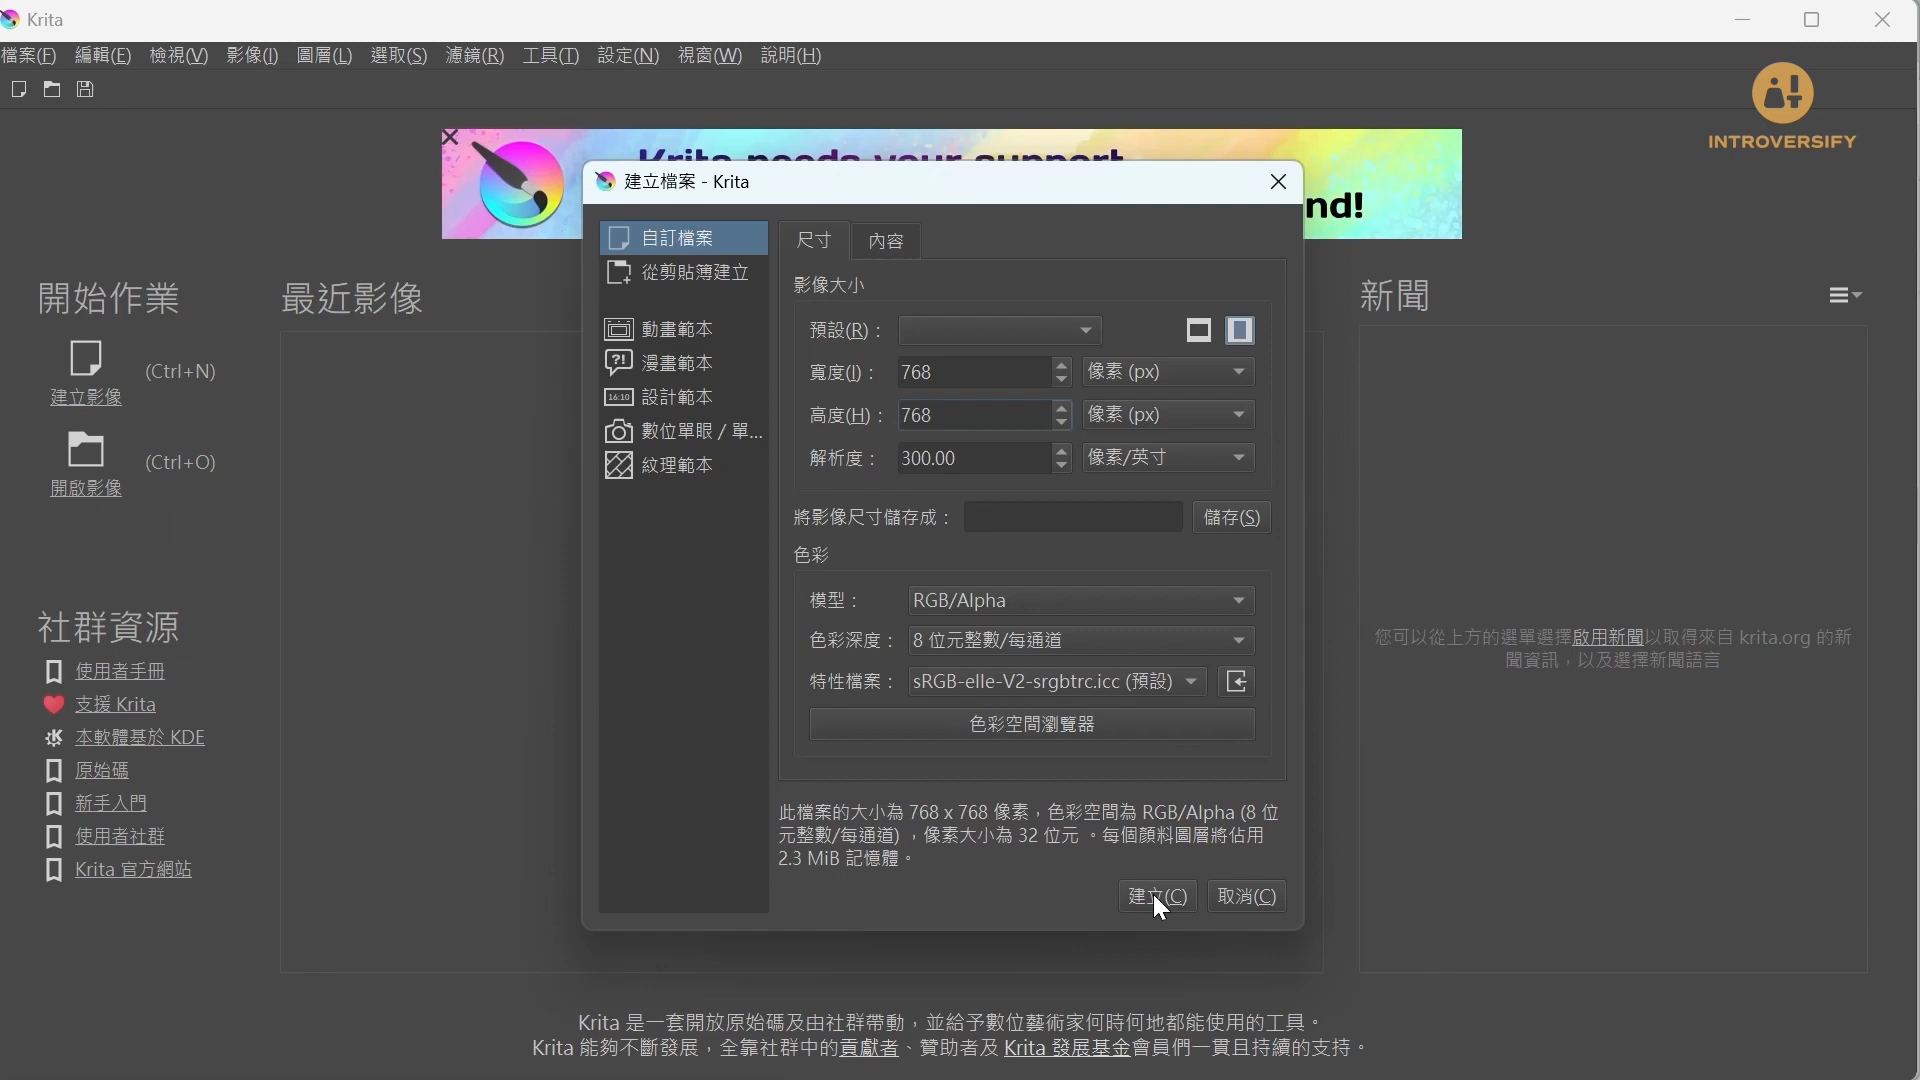 Krita
檔案(F) 編輯(E) 檢視(V) 影像(I) 圖層(L) 選取(S) 濾鏡(R) 工具(T) 設定(N) 視窗(W) 說明(H)
INTROVERSIFY
Krita needs your support
nd!
建立檔案 - Krita
自訂檔案
從剪貼簿建立
動畫範本
漫畫範本
16:10 設計範本
數位單眼 / 單...
紋理範本
尺寸 內容
影像大小
預設(R)：
寬度(I)： 768 像素 (px)
高度(H)： 768 像素 (px)
解析度： 300.00 像素/英寸
將影像尺寸儲存成： 儲存(S)
色彩
模型： RGB/Alpha
色彩深度： 8 位元整數/每通道
特性檔案： sRGB-elle-V2-srgbtrc.icc (預設)
色彩空間瀏覽器
此檔案的大小為 768 x 768 像素，色彩空間為 RGB/Alpha (8 位
元整數/每通道) ，像素大小為 32 位元 。每個顏料圖層將佔用
2.3 MiB 記憶體。
建立(C) 取消(C)
開始作業
建立影像 (Ctrl+N)
開啟影像 (Ctrl+O)
社群資源
使用者手冊
支援 Krita
本軟體基於 KDE
原始碼
新手入門
使用者社群
Krita 官方網站
最近影像
新聞
您可以從上方的選單選擇啟用新聞以取得來自 krita.org 的新
聞資訊，以及選擇新聞語言
Krita 是一套開放原始碼及由社群帶動，並給予數位藝術家何時何地都能使用的工具。
Krita 能夠不斷發展，全靠社群中的貢獻者、贊助者及 Krita 發展基金會員們一貫且持續的支持。